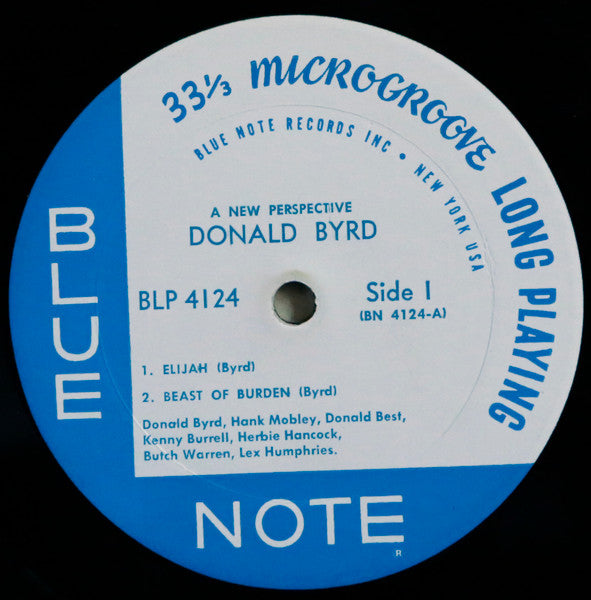 33⅓ MICROGROOVE LONG PLAYING
BLUE NOTE RECORDS INC • NEW YORK USA
A NEW PERSPECTIVE
DONALD BYRD
BLP 4124
Side 1
(BN 4124-A)
1. ELIJAH (Byrd)
2. BEAST OF BURDEN (Byrd)
Donald Byrd, Hank Mobley, Donald Best,
Kenny Burrell, Herbie Hancock,
Butch Warren, Lex Humphries.
BLUE
NOTE
R